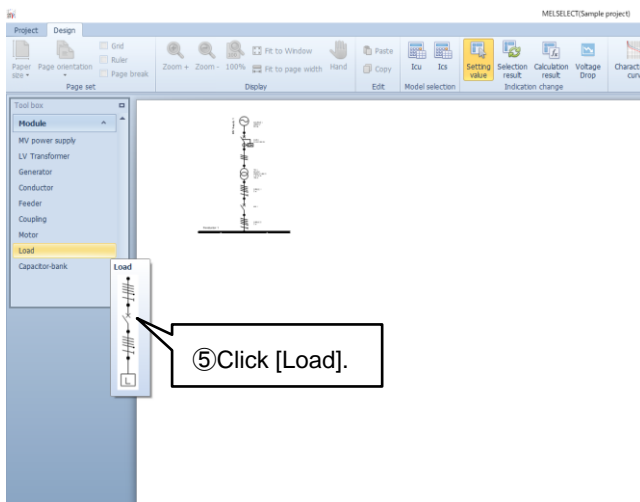 MELSELECT(Sample project)
Project Design
Paper size
Page orientation
Grid
Ruler
Page break
Page set
Zoom + Zoom - 100%
Fit to Window
Fit to page width
Hand
Display
Paste
Copy
Edit
Icu Ics
Model selection
Setting value
Selection result
Calculation result
Voltage Drop
Indication change
Tool box
Module
MV power supply
LV Transformer
Generator
Conductor
Feeder
Coupling
Motor
Load
Capacitor-bank
Load
L
⑤Click [Load].